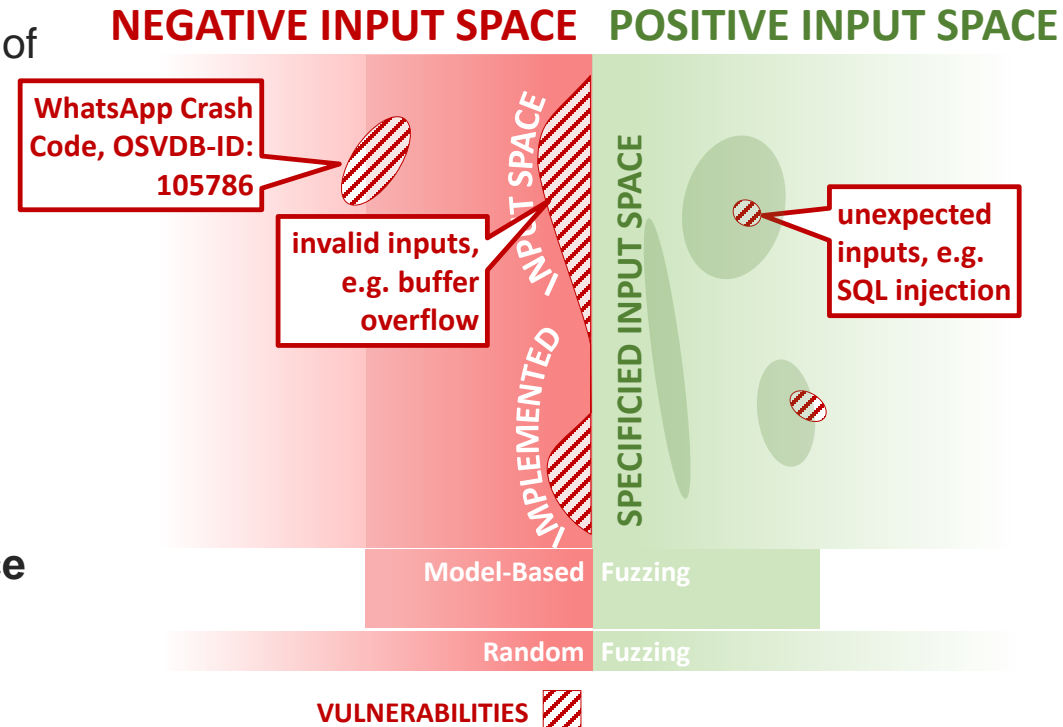 NEGATIVE INPUT SPACE POSITIVE INPUT SPACE
of
WhatsApp Crash
Code, OSVDB-ID:
105786
invalid inputs,
e.g. buffer
overflow
IMPLEMENTED INPUT SPACE
SPECIFICIED INPUT SPACE
unexpected
inputs, e.g.
SQL injection
ce
Model-Based Fuzzing
Random Fuzzing
VULNERABILITIES